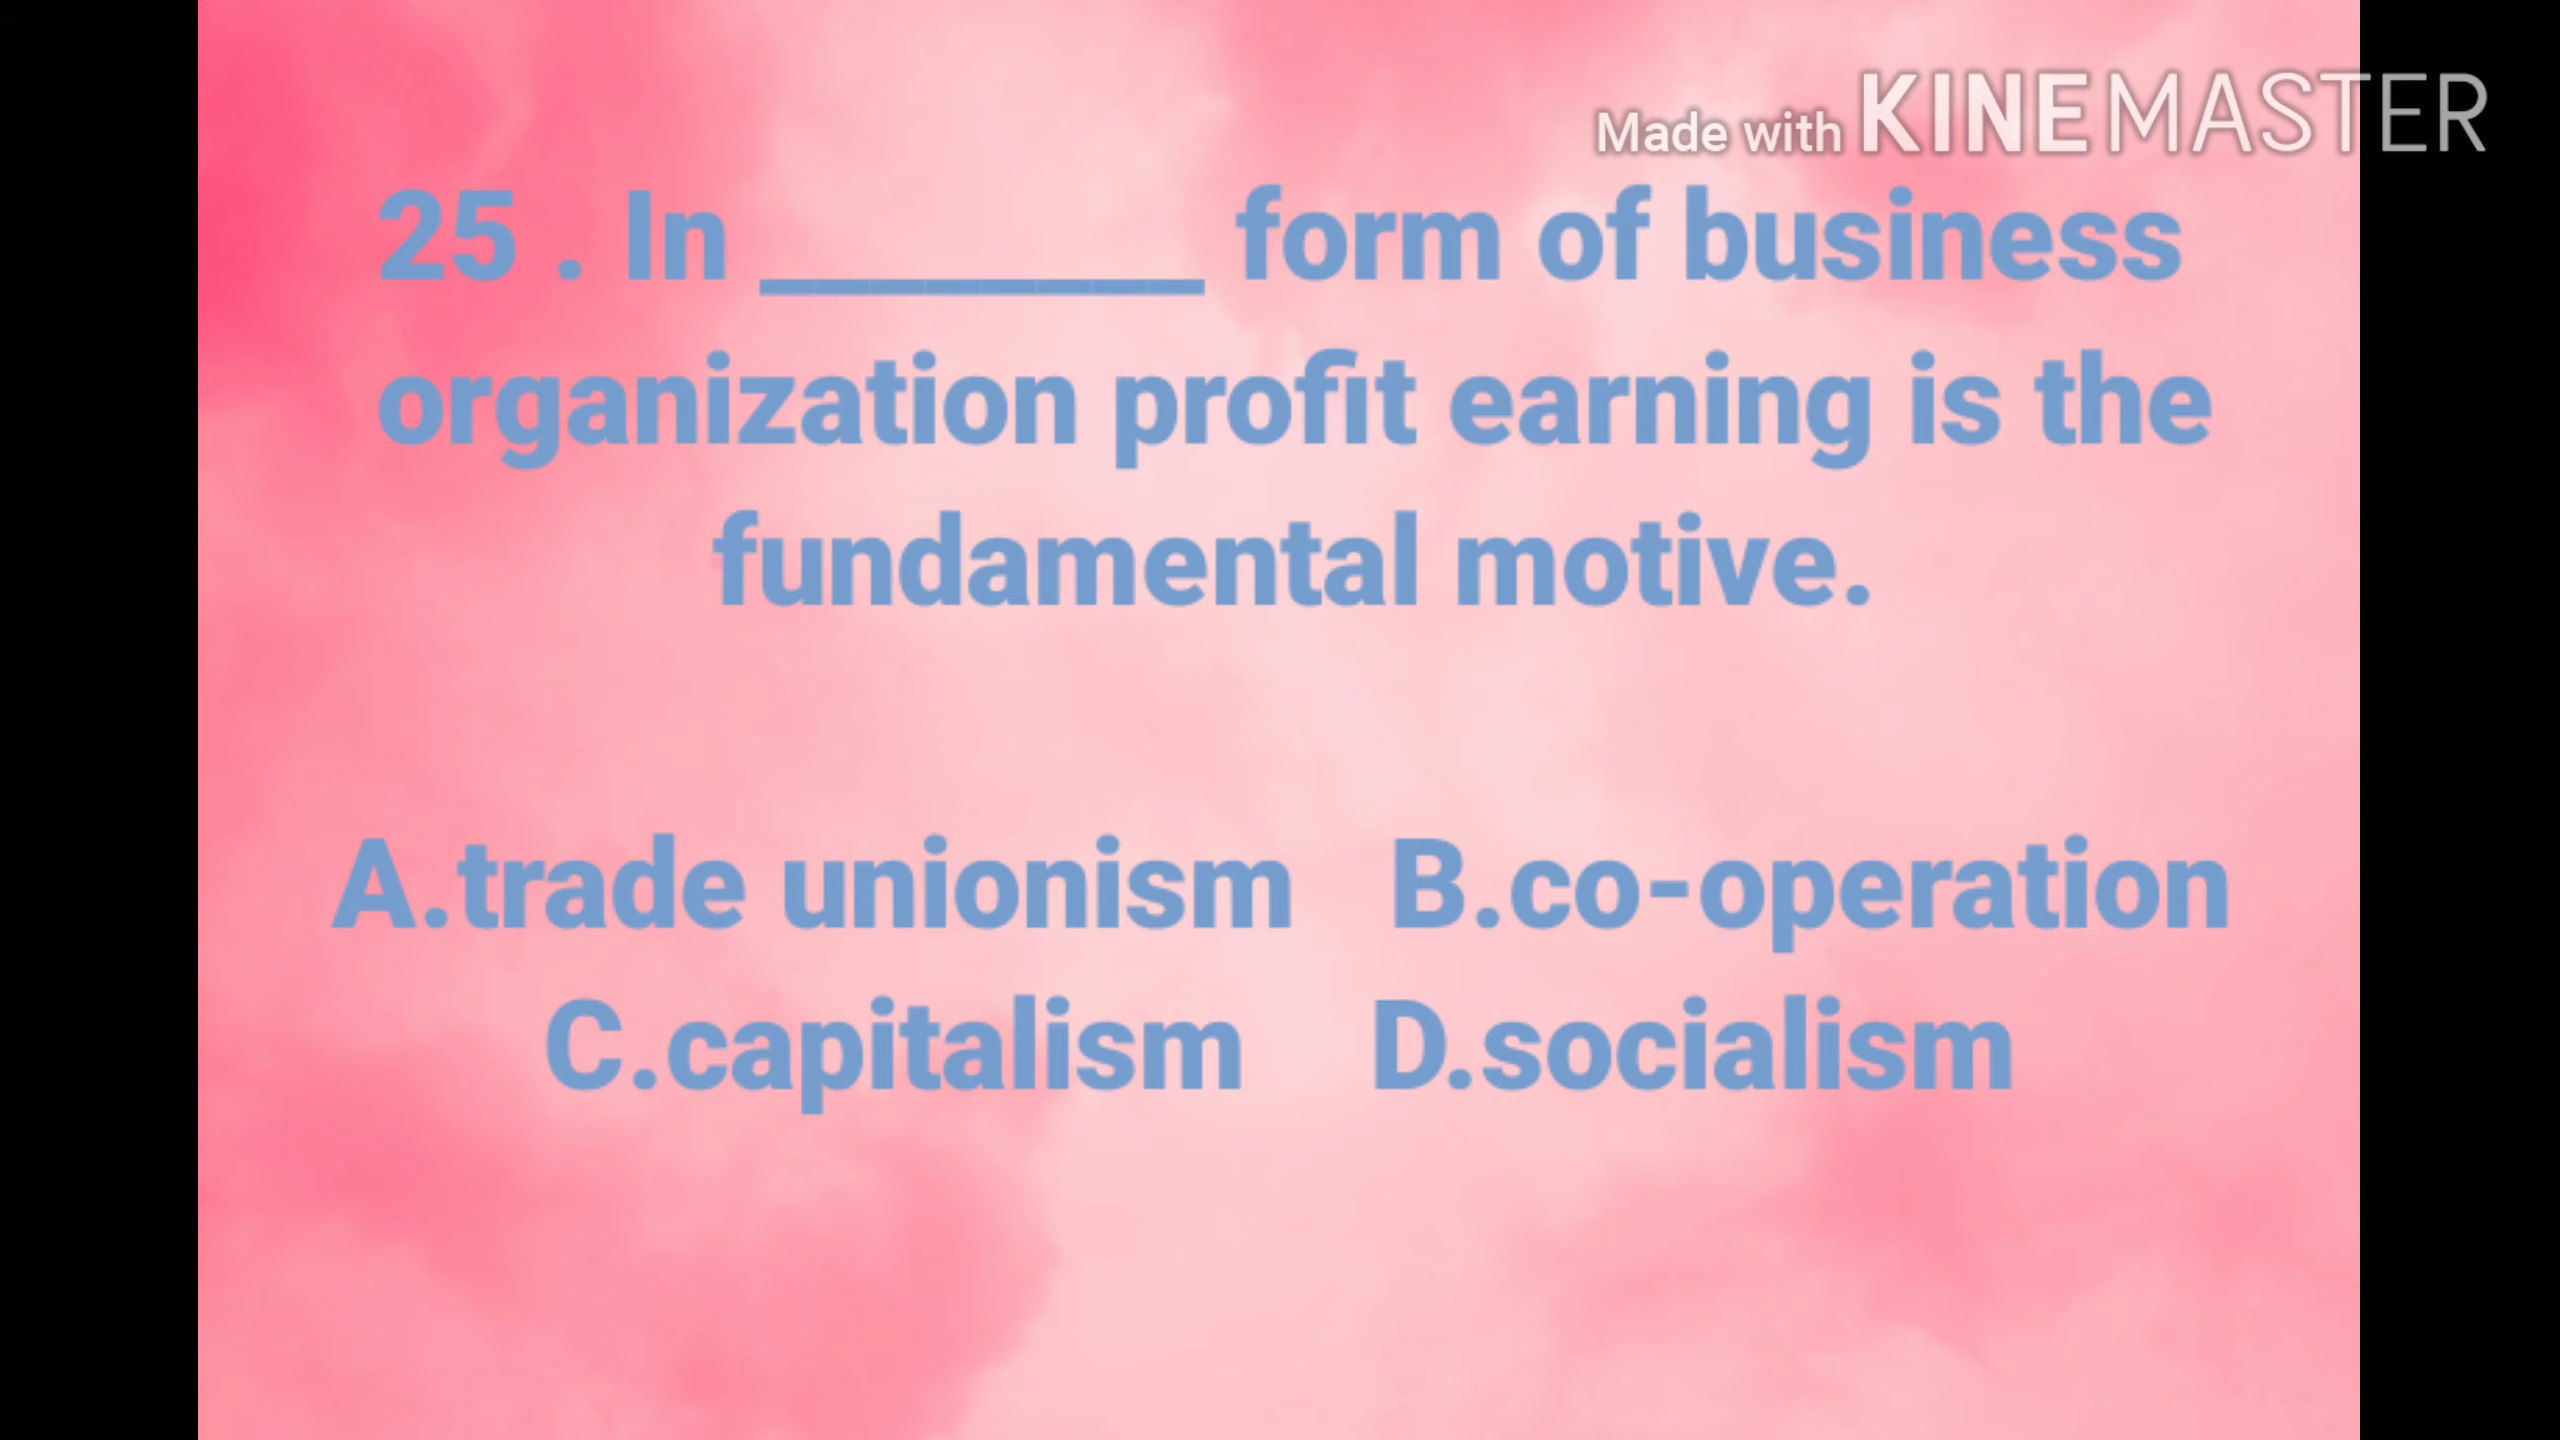 Made with KINEMASTER
25 . In ________ form of business
organization profit earning is the
fundamental motive.
A.trade unionism B.co-operation
C.capitalism D.socialism